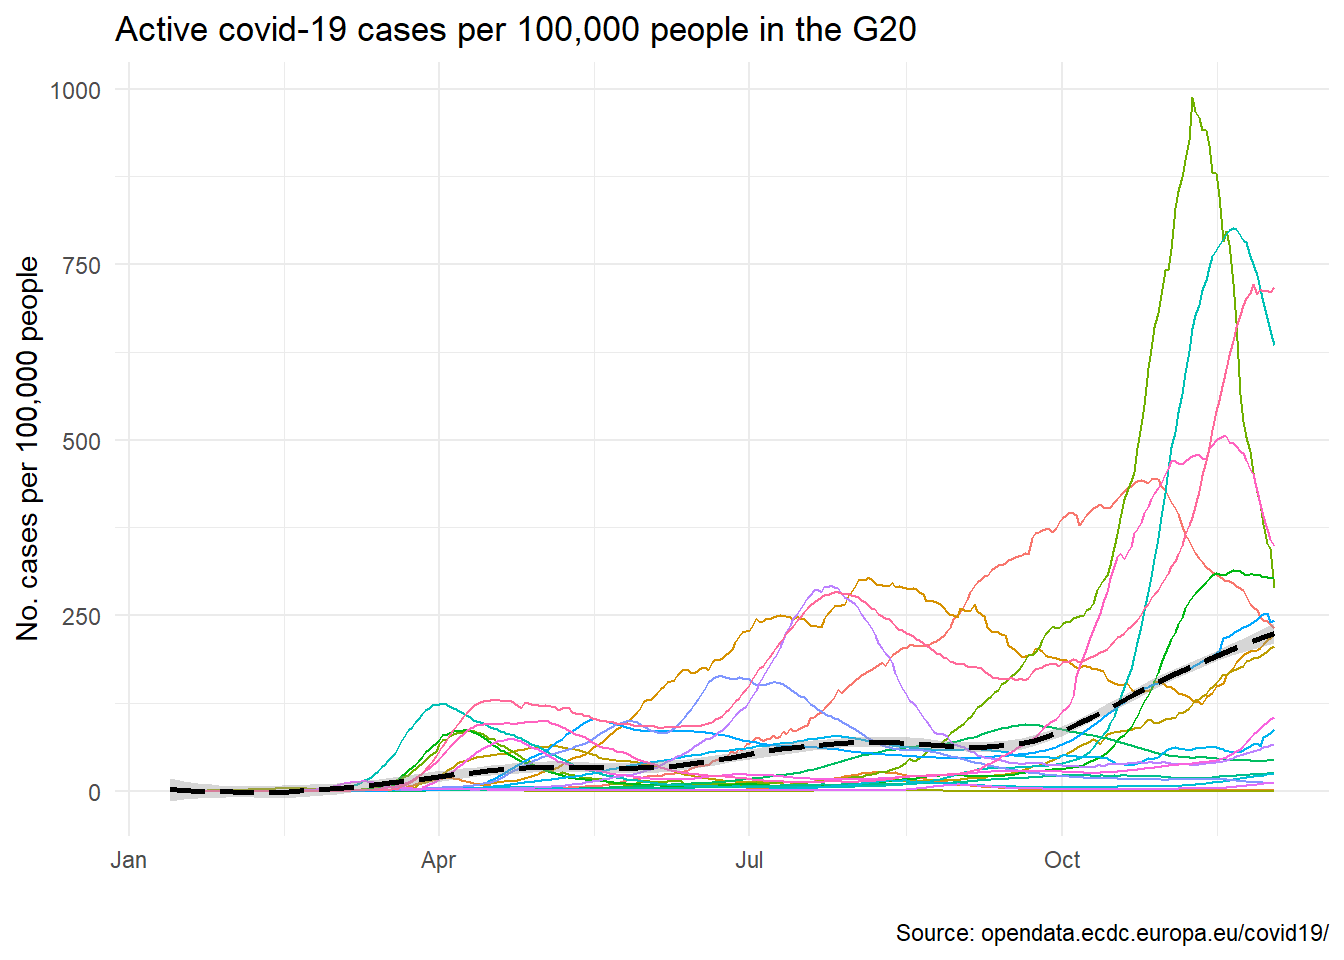 Active covid-19 cases per 100,000 people in the G20
No. cases per 100,000 people
1000
750
500
250
0
Jan Apr Jul Oct
Source: opendata.ecdc.europa.eu/covid19/